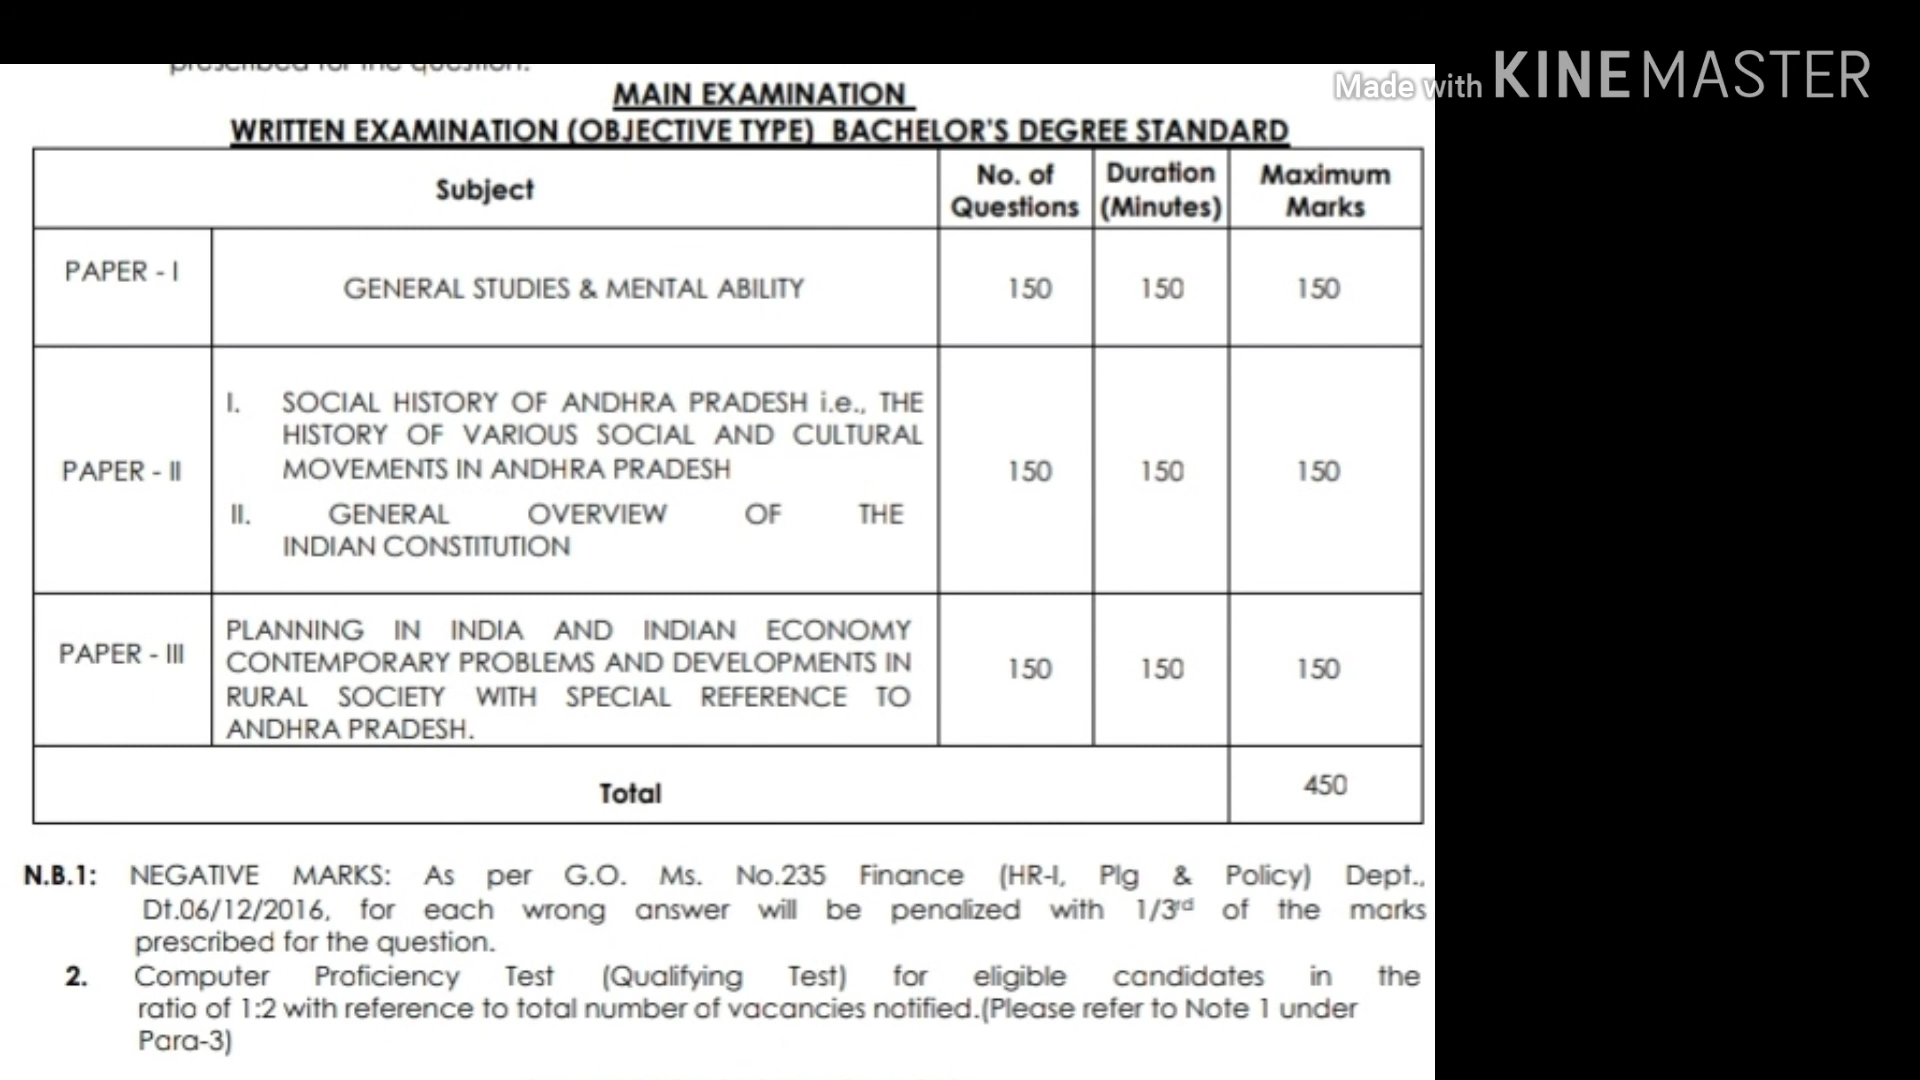 prescribed for the question.
Made with KINEMASTER
MAIN EXAMINATION
WRITTEN EXAMINATION (OBJECTIVE TYPE) BACHELOR'S DEGREE STANDARD
Subject
No. of
Questions
Duration
(Minutes)
Maximum
Marks
PAPER - I
GENERAL STUDIES & MENTAL ABILITY
150
150
150
PAPER - II
I. SOCIAL HISTORY OF ANDHRA PRADESH i.e., THE
HISTORY OF VARIOUS SOCIAL AND CULTURAL
MOVEMENTS IN ANDHRA PRADESH
II. GENERAL OVERVIEW OF THE
INDIAN CONSTITUTION
150
150
150
PAPER - III
PLANNING IN INDIA AND INDIAN ECONOMY
CONTEMPORARY PROBLEMS AND DEVELOPMENTS IN
RURAL SOCIETY WITH SPECIAL REFERENCE TO
ANDHRA PRADESH.
150
150
150
Total
450
N.B.1: NEGATIVE MARKS: As per G.O. Ms. No.235 Finance (HR-I, Plg & Policy) Dept.,
Dt.06/12/2016, for each wrong answer will be penalized with 1/3rd of the marks
prescribed for the question.
2. Computer Proficiency Test (Qualifying Test) for eligible candidates in the
ratio of 1:2 with reference to total number of vacancies notified.(Please refer to Note 1 under
Para-3)